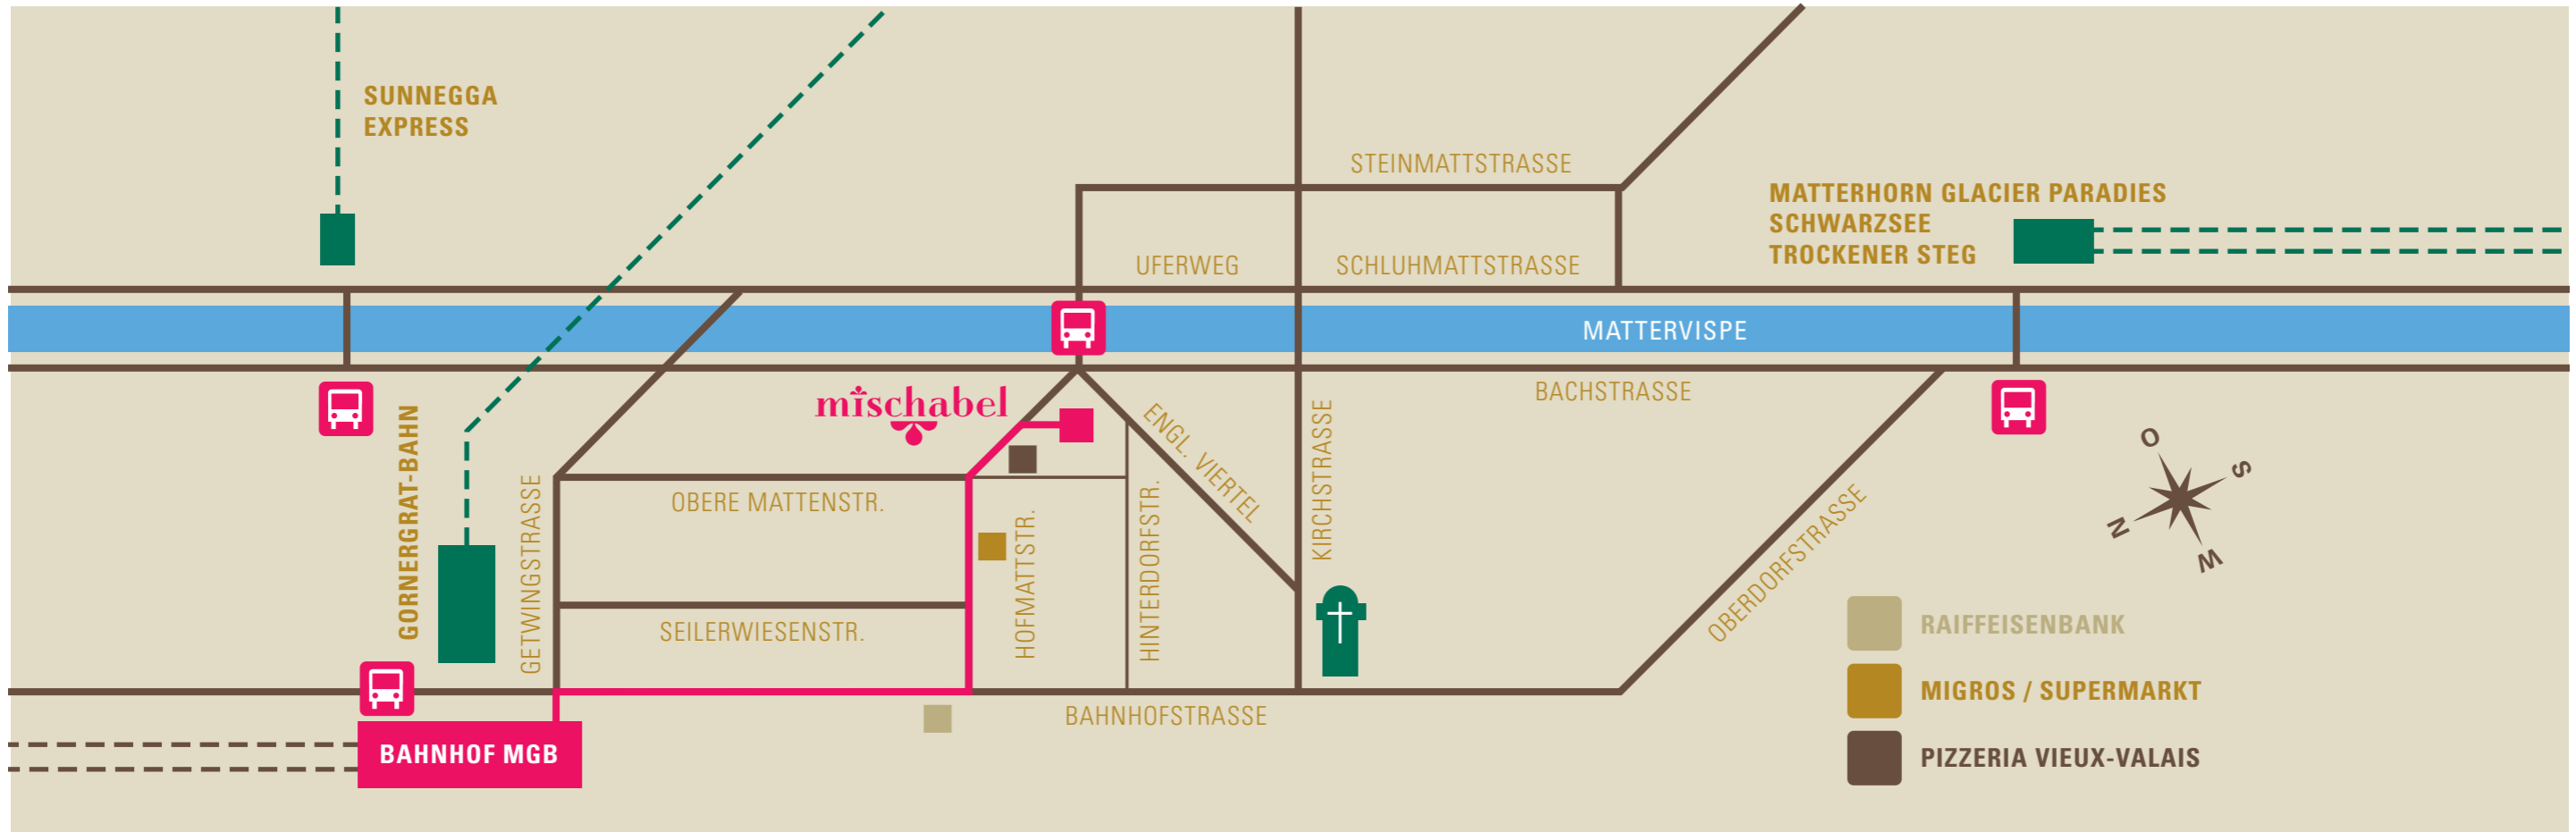 SUNNEGGA
EXPRESS
STEINMATTSTRASSE
MATTERHORN GLACIER PARADIES
SCHWARZSEE
TROCKENER STEG
UFERWEG
SCHLUHMATTSTRASSE
MATTERVISPE
BACHSTRASSE
mischabel
GORNERGRAT-BAHN
GETWINGSTRASSE
OBERE MATTENSTR.
SEILERWIESENSTR.
HOFMATTSTR.
HINTERDORFSTR.
ENGL. VIERTEL
KIRCHSTRASSE
OBERDORFSTRASSE
O
S
N
W
BAHNHOFSTRASSE
BAHNHOF MGB
RAIFFEISENBANK
MIGROS / SUPERMARKT
PIZZERIA VIEUX-VALAIS